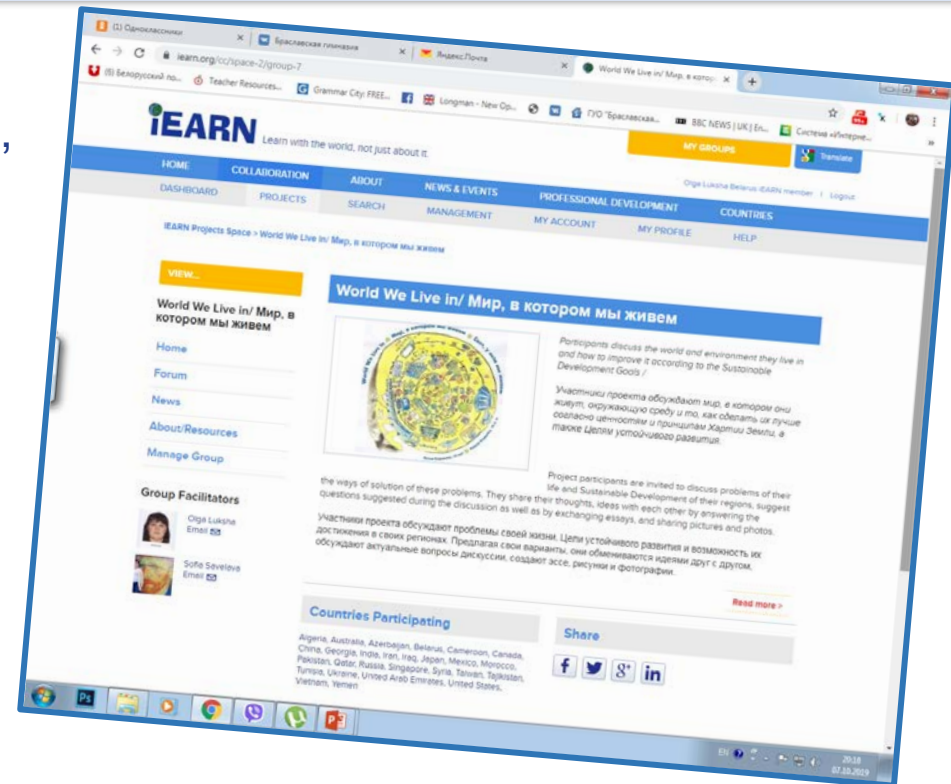 ,
(1) Одноклассники
Браславская гимназия
Яндекс.Почта
World We Live in/ Мир, в котор
iearn.org/cc/space-2/group-7
(5) Белорусский по...
Teacher Resources...
Grammar City: FREE...
Longman - New Op...
ГУО "Браславская...
BBC NEWS | UK | En...
Система «Интерне...
iEARN Learn with the world, not just about it.
MY GROUPS
Translate
Olga Luksha Belarus iEARN member | Logout
HOME COLLABORATION ABOUT NEWS & EVENTS PROFESSIONAL DEVELOPMENT COUNTRIES
DASHBOARD PROJECTS SEARCH MANAGEMENT MY ACCOUNT MY PROFILE HELP
iEARN Projects Space > World We Live in/ Мир, в котором мы живем
VIEW...
World We Live in/ Мир, в
котором мы живем
Home
Forum
News
About/Resources
Manage Group
Group Facilitators
Olga Luksha
Email
Sofia Savelava
Email
World We Live in/ Мир, в котором мы живем
Participants discuss the world and environment they live in
and how to improve it according to the Sustainable
Development Goals /
Участники проекта обсуждают мир, в котором они
живут, окружающую среду и то, как сделать их лучше
согласно ценностям и принципам Хартии Земли, а
также Целям устойчивого развития.
Project participants are invited to discuss problems of their
life and Sustainable Development of their regions, suggest
the ways of solution of these problems. They share their thoughts, ideas with each other by answering the
questions suggested during the discussion as well as by exchanging essays, and sharing pictures and photos.
Участники проекта обсуждают проблемы своей жизни, Цели устойчивого развития и возможность их
достижения в своих регионах. Предлагая свои варианты, они обмениваются идеями друг с другом,
обсуждают актуальные вопросы дискуссии, создают эссе, рисунки и фотографии.
Read more >
Countries Participating
Algeria, Australia, Azerbaijan, Belarus, Cameroon, Canada,
China, Georgia, India, Iran, Iraq, Japan, Mexico, Morocco,
Pakistan, Qatar, Russia, Singapore, Syria, Taiwan, Tajikistan,
Tunisia, Ukraine, United Arab Emirates, United States,
Vietnam, Yemen
Share
EN
20:18
07.10.2019